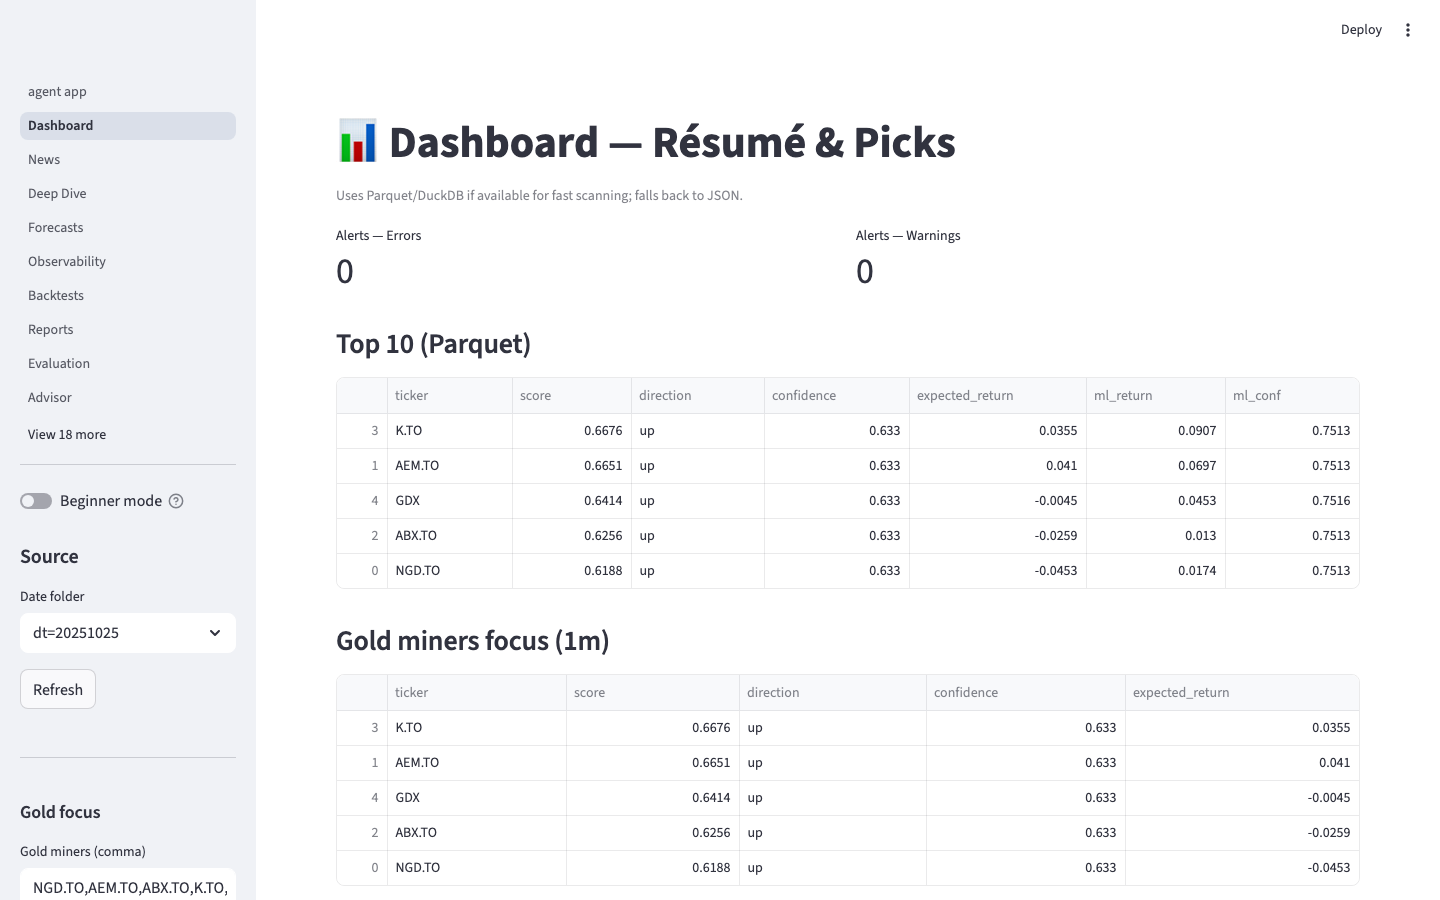 Deploy
agent app
Dashboard
News
Deep Dive
Forecasts
Observability
Backtests
Reports
Evaluation
Advisor
View 18 more
Beginner mode
Source
Date folder
dt=20251025
Refresh
Gold focus
Gold miners (comma)
NGD.TO,AEM.TO,ABX.TO,K.TO,
Dashboard — Résumé & Picks
Uses Parquet/DuckDB if available for fast scanning; falls back to JSON.
Alerts — Errors
0
Alerts — Warnings
0
Top 10 (Parquet)
ticker score direction confidence expected_return ml_return ml_conf
3 K.TO 0.6676 up 0.633 0.0355 0.0907 0.7513
1 AEM.TO 0.6651 up 0.633 0.041 0.0697 0.7513
4 GDX 0.6414 up 0.633 -0.0045 0.0453 0.7516
2 ABX.TO 0.6256 up 0.633 -0.0259 0.013 0.7513
0 NGD.TO 0.6188 up 0.633 -0.0453 0.0174 0.7513
Gold miners focus (1m)
ticker score direction confidence expected_return
3 K.TO 0.6676 up 0.633 0.0355
1 AEM.TO 0.6651 up 0.633 0.041
4 GDX 0.6414 up 0.633 -0.0045
2 ABX.TO 0.6256 up 0.633 -0.0259
0 NGD.TO 0.6188 up 0.633 -0.0453